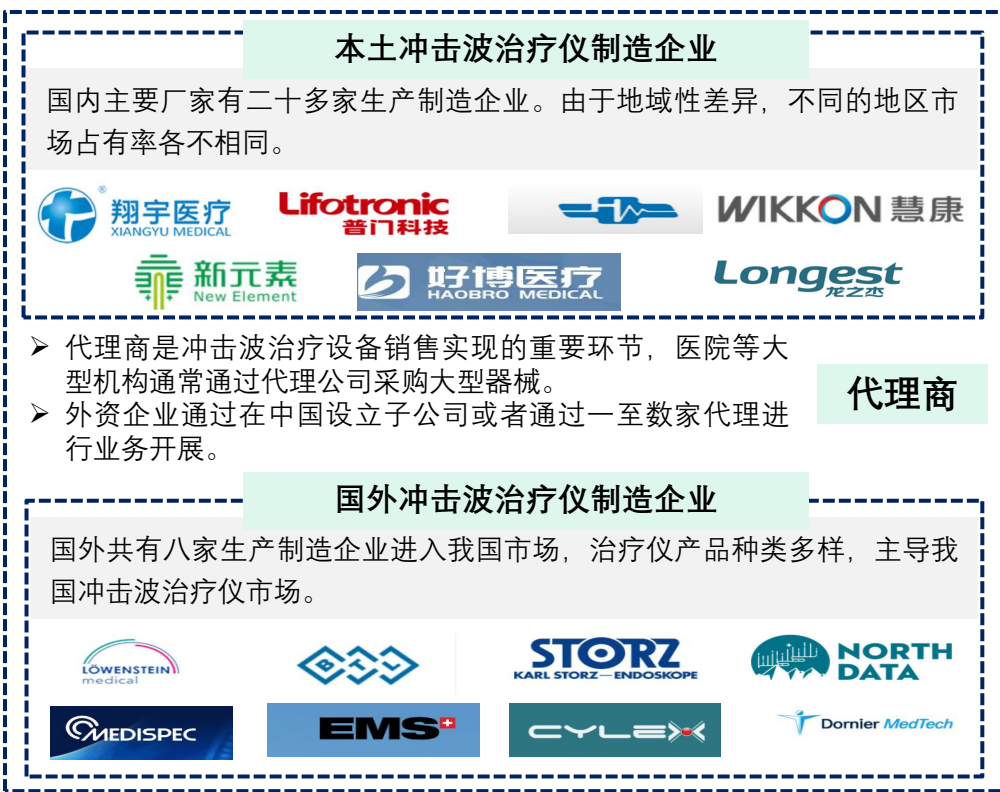 本土冲击波治疗仪制造企业
国内主要厂家有二十多家生产制造企业。由于地域性差异，不同的地区市
场占有率各不相同。
®
翔宇医疗
XIANGYU MEDICAL
Lifotronic
普门科技
WIKKON 慧康
新元素
New Element
好博医疗
HAOBRO MEDICAL
Longest
龙之杰
➢ 代理商是冲击波治疗设备销售实现的重要环节，医院等大
型机构通常通过代理公司采购大型器械。
➢ 外资企业通过在中国设立子公司或者通过一至数家代理进
行业务开展。
代理商
国外冲击波治疗仪制造企业
国外共有八家生产制造企业进入我国市场，治疗仪产品种类多样，主导我
国冲击波治疗仪市场。
LÖWENSTEIN
medical
BTL
STORZ
KARL STORZ—ENDOSKOPE
NORTH
DATA
MEDISPEC
EMS
CYLEX
Dornier MedTech